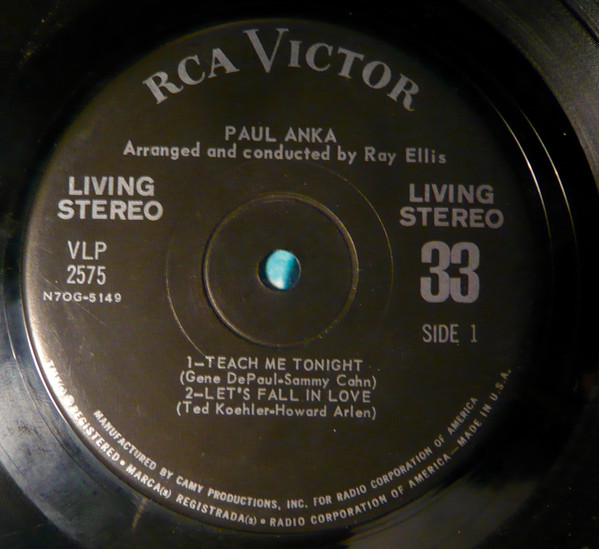 RCA VICTOR
PAUL ANKA
Arranged and conducted by Ray Ellis
LIVING
STEREO
LIVING
STEREO
VLP
2575
N7OG-5149
33
SIDE 1
1—TEACH ME TONIGHT
(Gene DePaul-Sammy Cahn)
2—LET'S FALL IN LOVE
(Ted Koehler-Howard Arlen)
MANUFACTURED BY CAMY PRODUCTIONS, INC. FOR RADIO CORPORATION OF AMERICA
REGISTERED • MARCA(s) REGISTRADA(s) • RADIO CORPORATION OF AMERICA—MADE IN U.S.A.